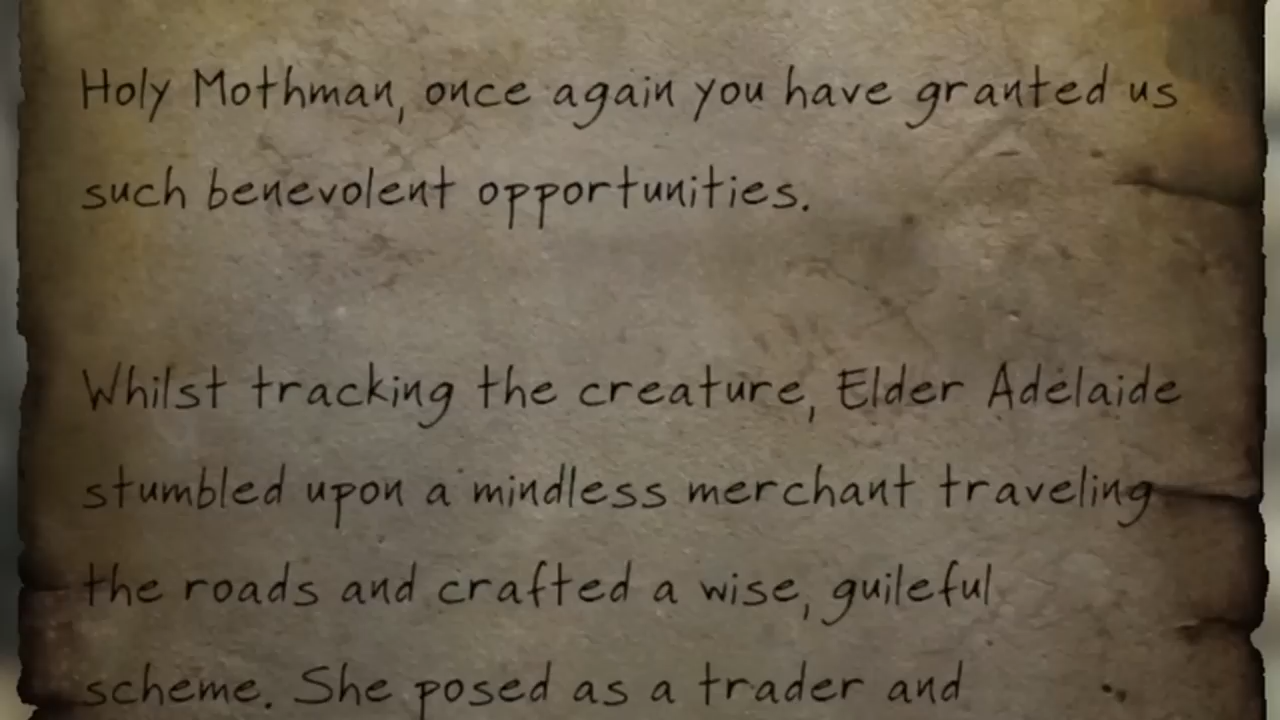 Holy Mothman, once again you have granted us
such benevolent opportunities.
Whilst tracking the creature, Elder Adelaide
stumbled upon a mindless merchant traveling
the roads and crafted a wise, guileful
scheme. She posed as a trader and